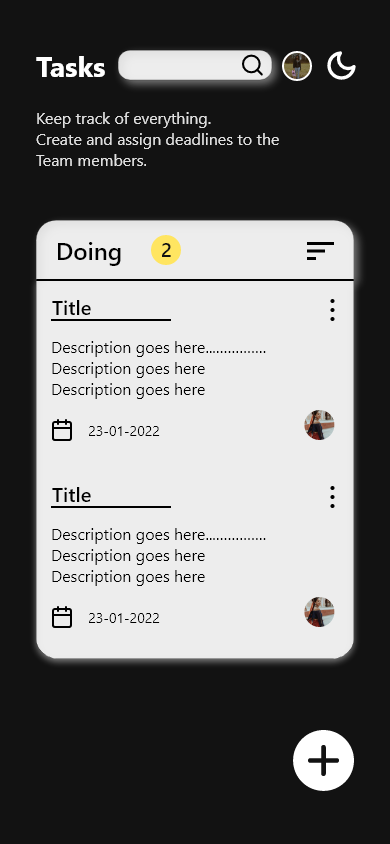 Tasks
Keep track of everything.
Create and assign deadlines to the
Team members.
Doing 2
Title
Description goes here...............
Description goes here
Description goes here
23-01-2022
Title
Description goes here...............
Description goes here
Description goes here
23-01-2022